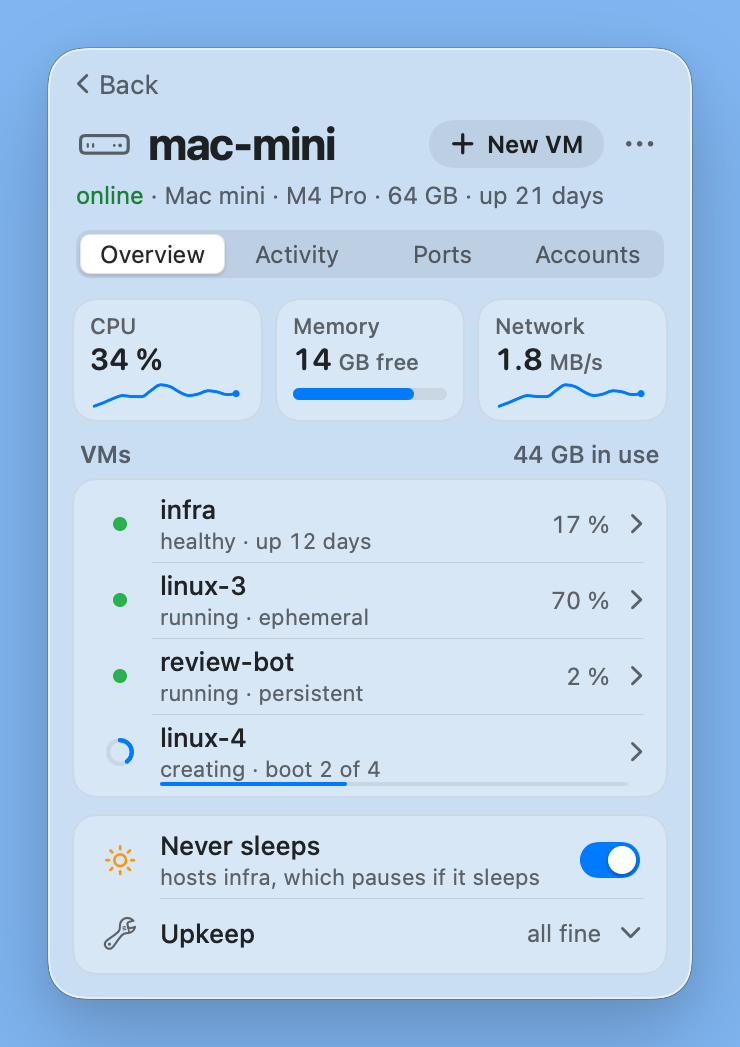 Back
mac-mini
New VM
online · Mac mini · M4 Pro · 64 GB · up 21 days
Overview
Activity
Ports
Accounts
CPU
34 %
Memory
14 GB free
Network
1.8 MB/s
VMs
44 GB in use
infra
healthy · up 12 days
17 %
linux-3
running · ephemeral
70 %
review-bot
running · persistent
2 %
linux-4
creating · boot 2 of 4
Never sleeps
hosts infra, which pauses if it sleeps
Upkeep
all fine